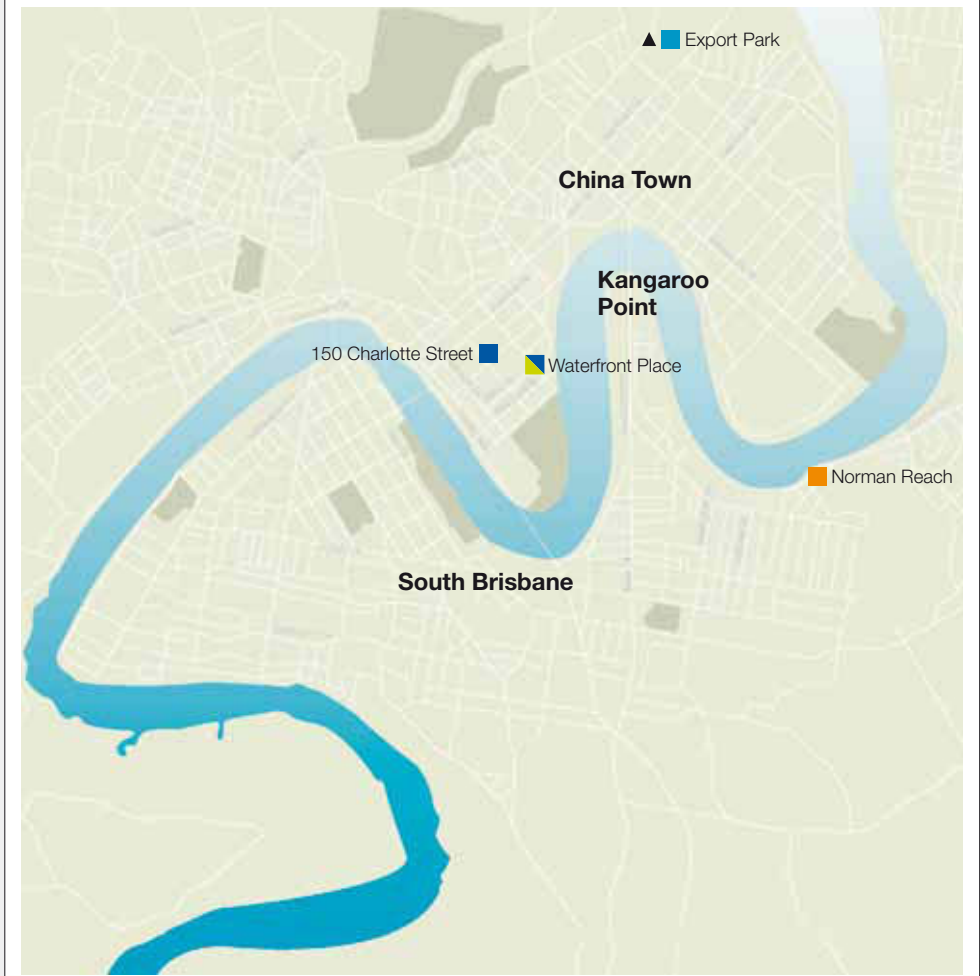 Export Park
China Town
Kangaroo
Point
150 Charlotte Street
Waterfront Place
Norman Reach
South Brisbane